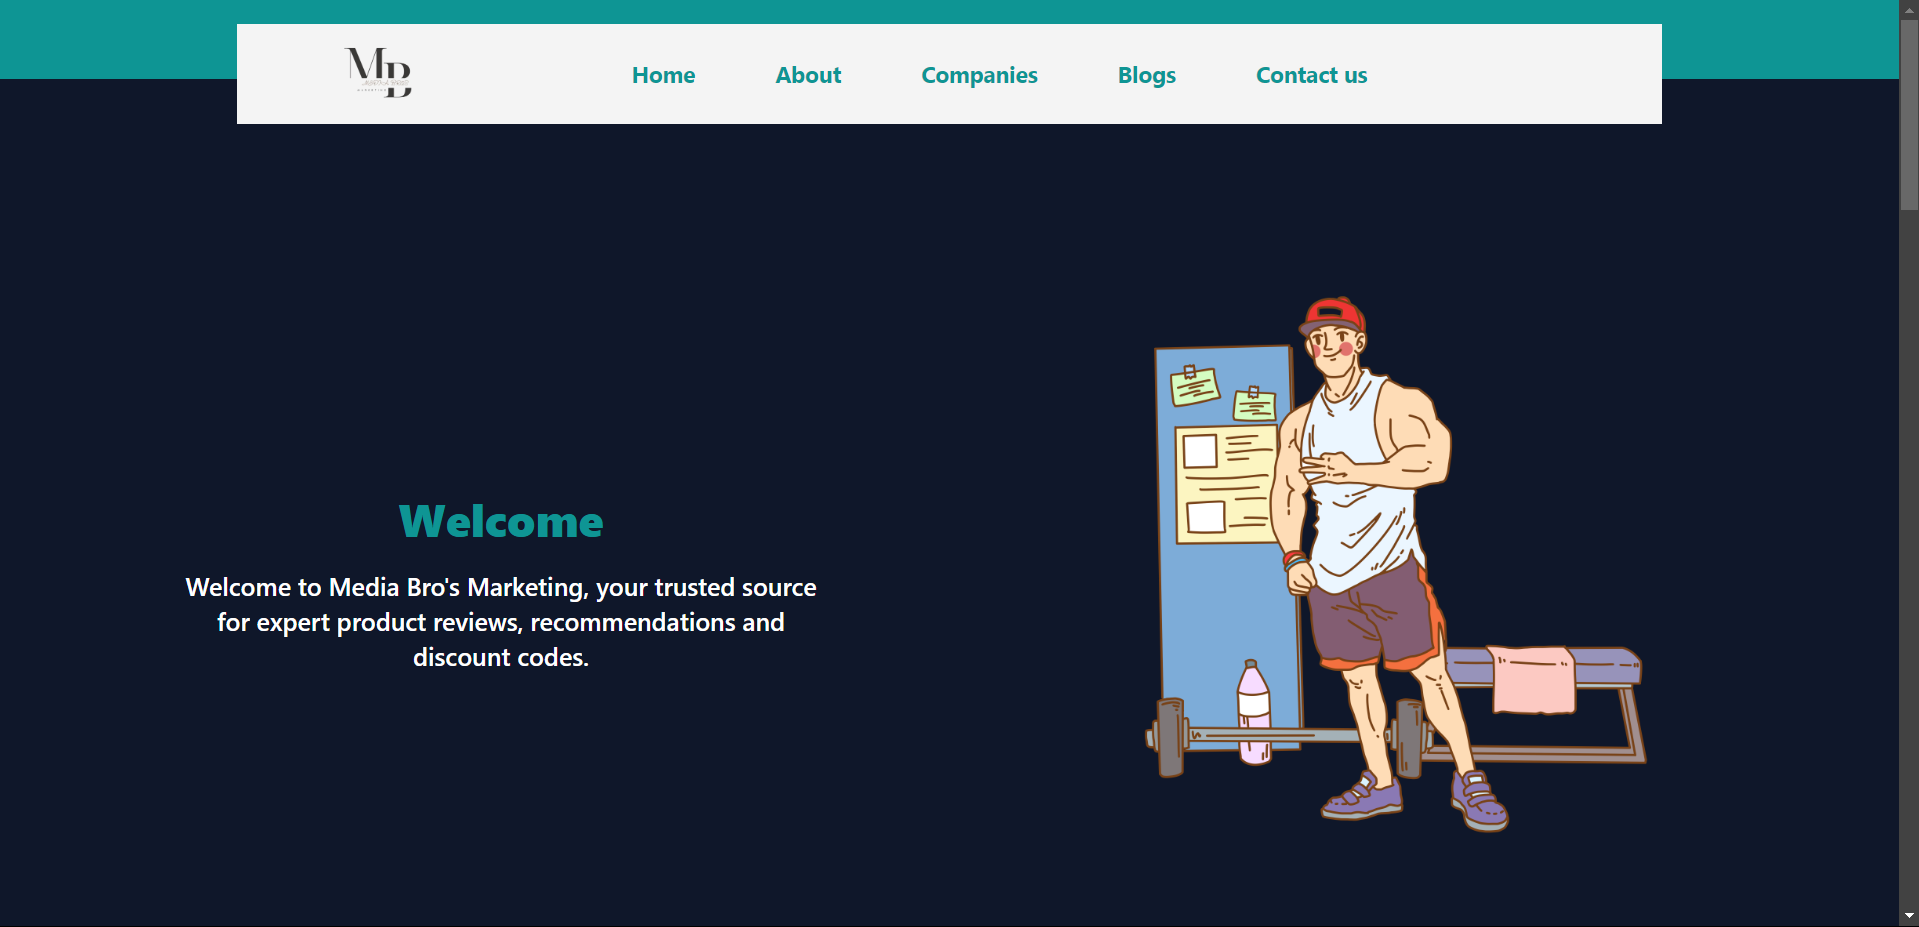 MB
Home
About
Companies
Blogs
Contact us
Welcome
Welcome to Media Bro's Marketing, your trusted source
for expert product reviews, recommendations and
discount codes.